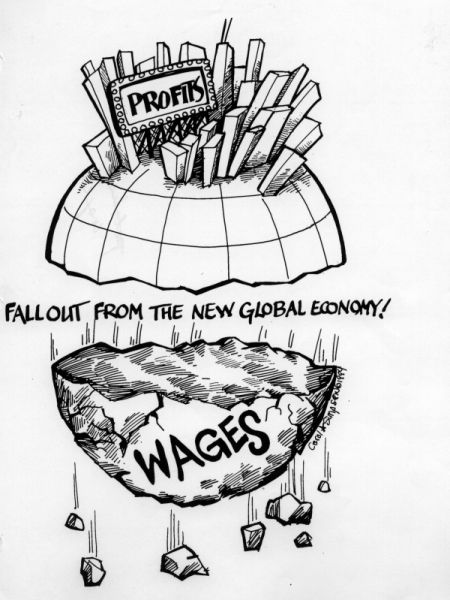 PROFITS
FALLOUT FROM THE NEW GLOBAL ECONOMY!
WAGES